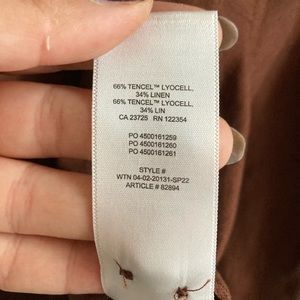 66% TENCEL™ LYOCELL,
34% LINEN
66% TENCEL™ LYOCELL,
34% LIN
CA 23725 RN 122354
PO 4500161259
PO 4500161260
PO 4500161261
STYLE #
WTN 04-02-20131-SP22
ARTICLE # 82894